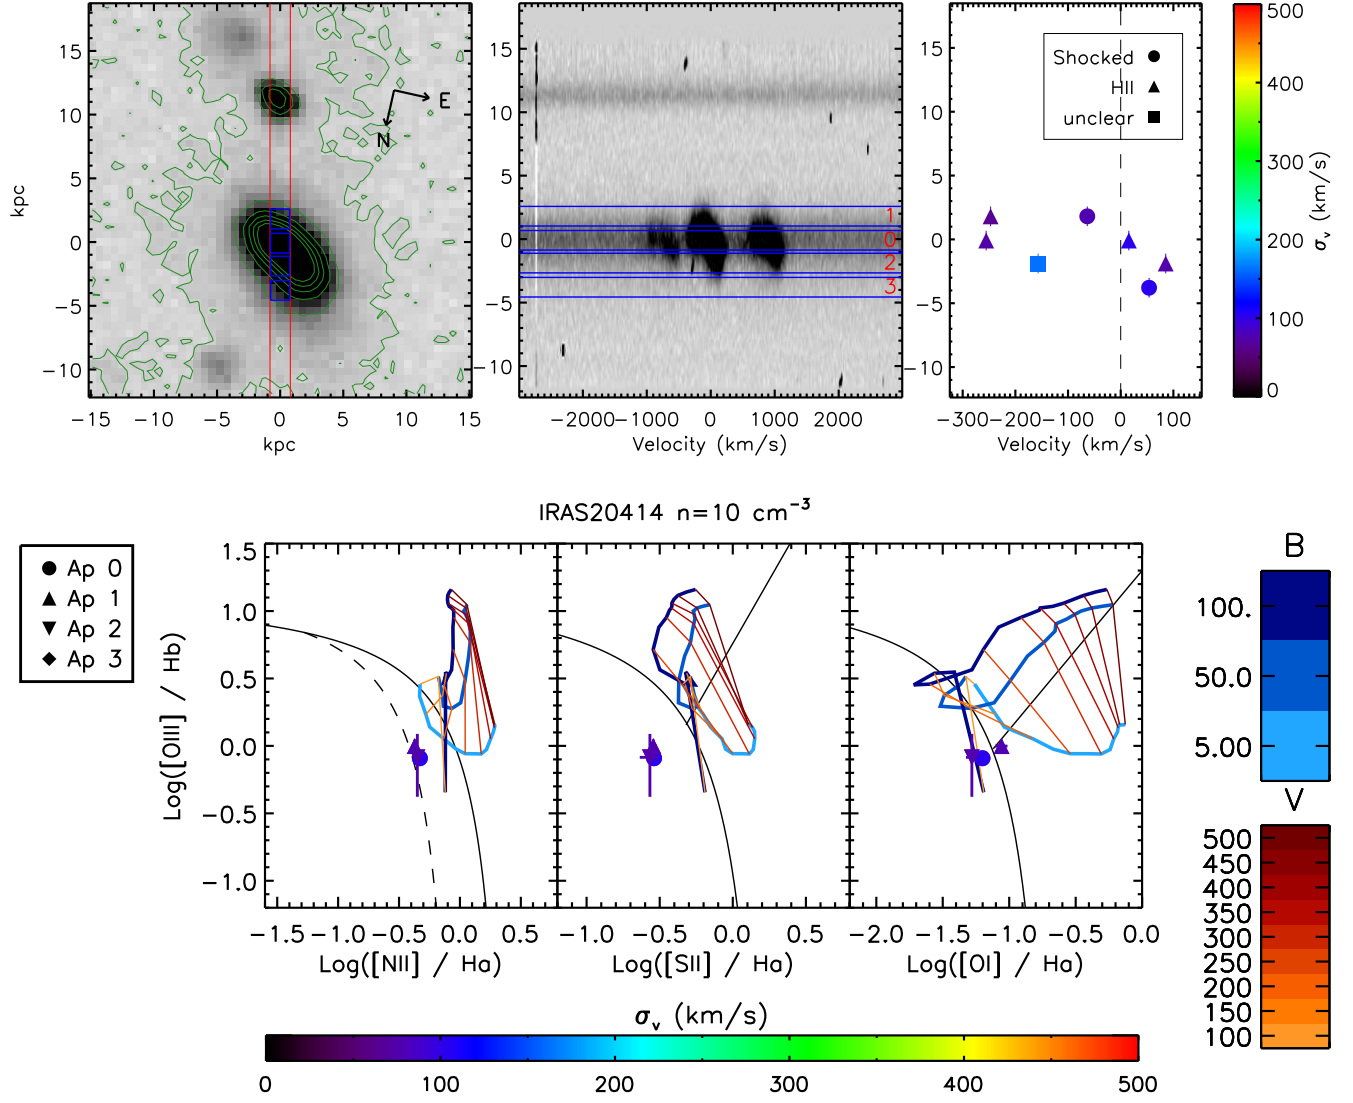 15
10
5
0
−5
−10
kpc
−15 −10 −5 0 5 10 15
kpc
E
N
15
10
5
0
−5
−10
1
0
2
3
−2000 −1000 0 1000 2000
Velocity (km/s)
15
10
5
0
−5
−10
Shocked
HII
unclear
−300 −200 −100 0 100
Velocity (km/s)
500
400
300
200
100
0
σv (km/s)
IRAS20414 n=10 cm−3
Ap 0
Ap 1
Ap 2
Ap 3
1.5
1.0
0.5
0.0
−0.5
−1.0
Log([OIII] / Hb)
−1.5 −1.0 −0.5 0.0 0.5
Log([NII] / Ha)
−1.0 −0.5 0.0 0.5
Log([SII] / Ha)
−2.0 −1.5 −1.0 −0.5 0.0
Log([OI] / Ha)
B
100.
50.0
5.00
V
500
450
400
350
300
250
200
150
100
σv (km/s)
0 100 200 300 400 500